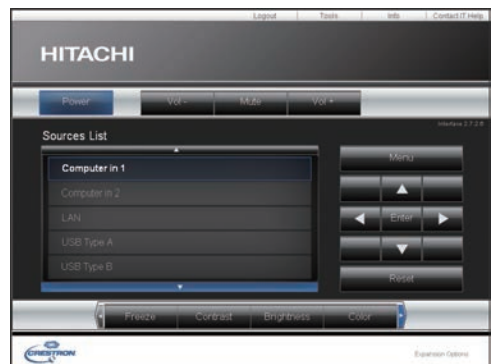 Logout Tools Info Contact IT Help
HITACHI
Power Vol - Mute Vol +
Interface 2.7.2.8
Sources List
Computer in 1
Computer in 2
LAN
USB Type A
USB Type B
Menu
Enter
Reset
Freeze Contrast Brightness Color
CRESTRON
Expansion Options